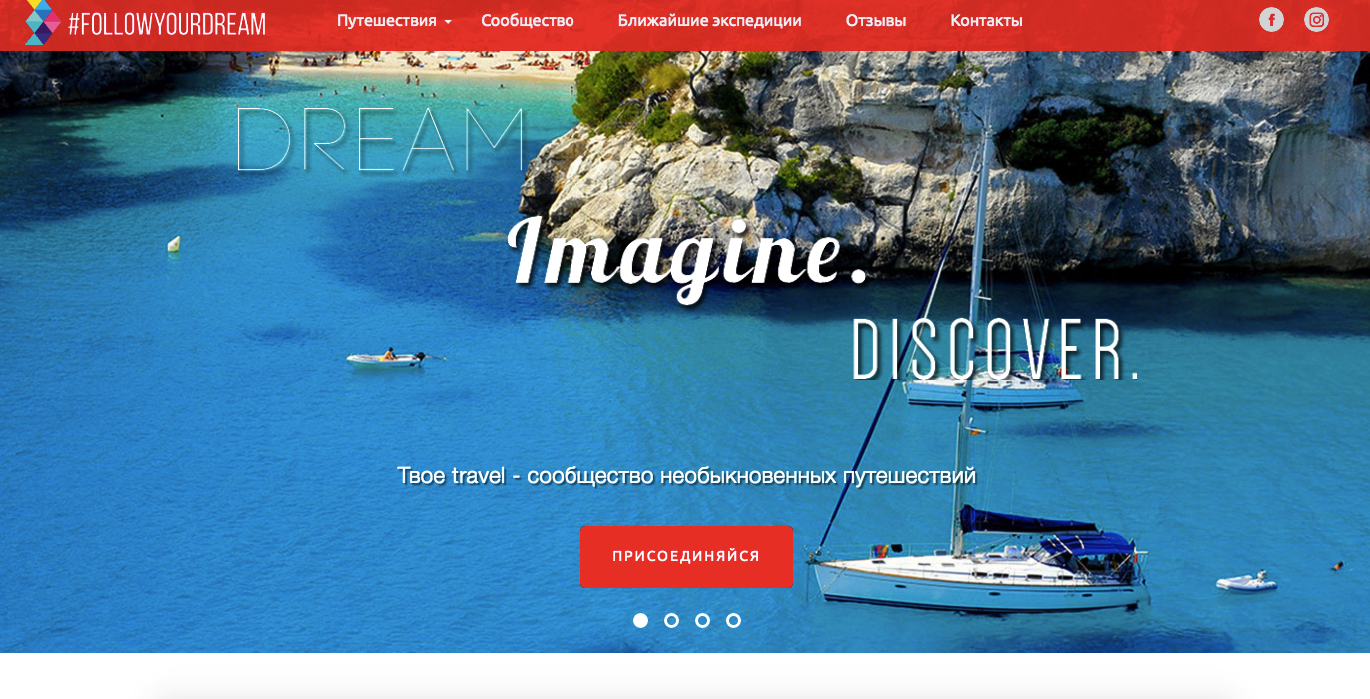 #FOLLOWYOURDREAM
Путешествия
Сообщество
Ближайшие экспедиции
Отзывы
Контакты
DREAM
Imagine.
DISCOVER.
Твое travel - сообщество необыкновенных путешествий
ПРИСОЕДИНЯЙСЯ